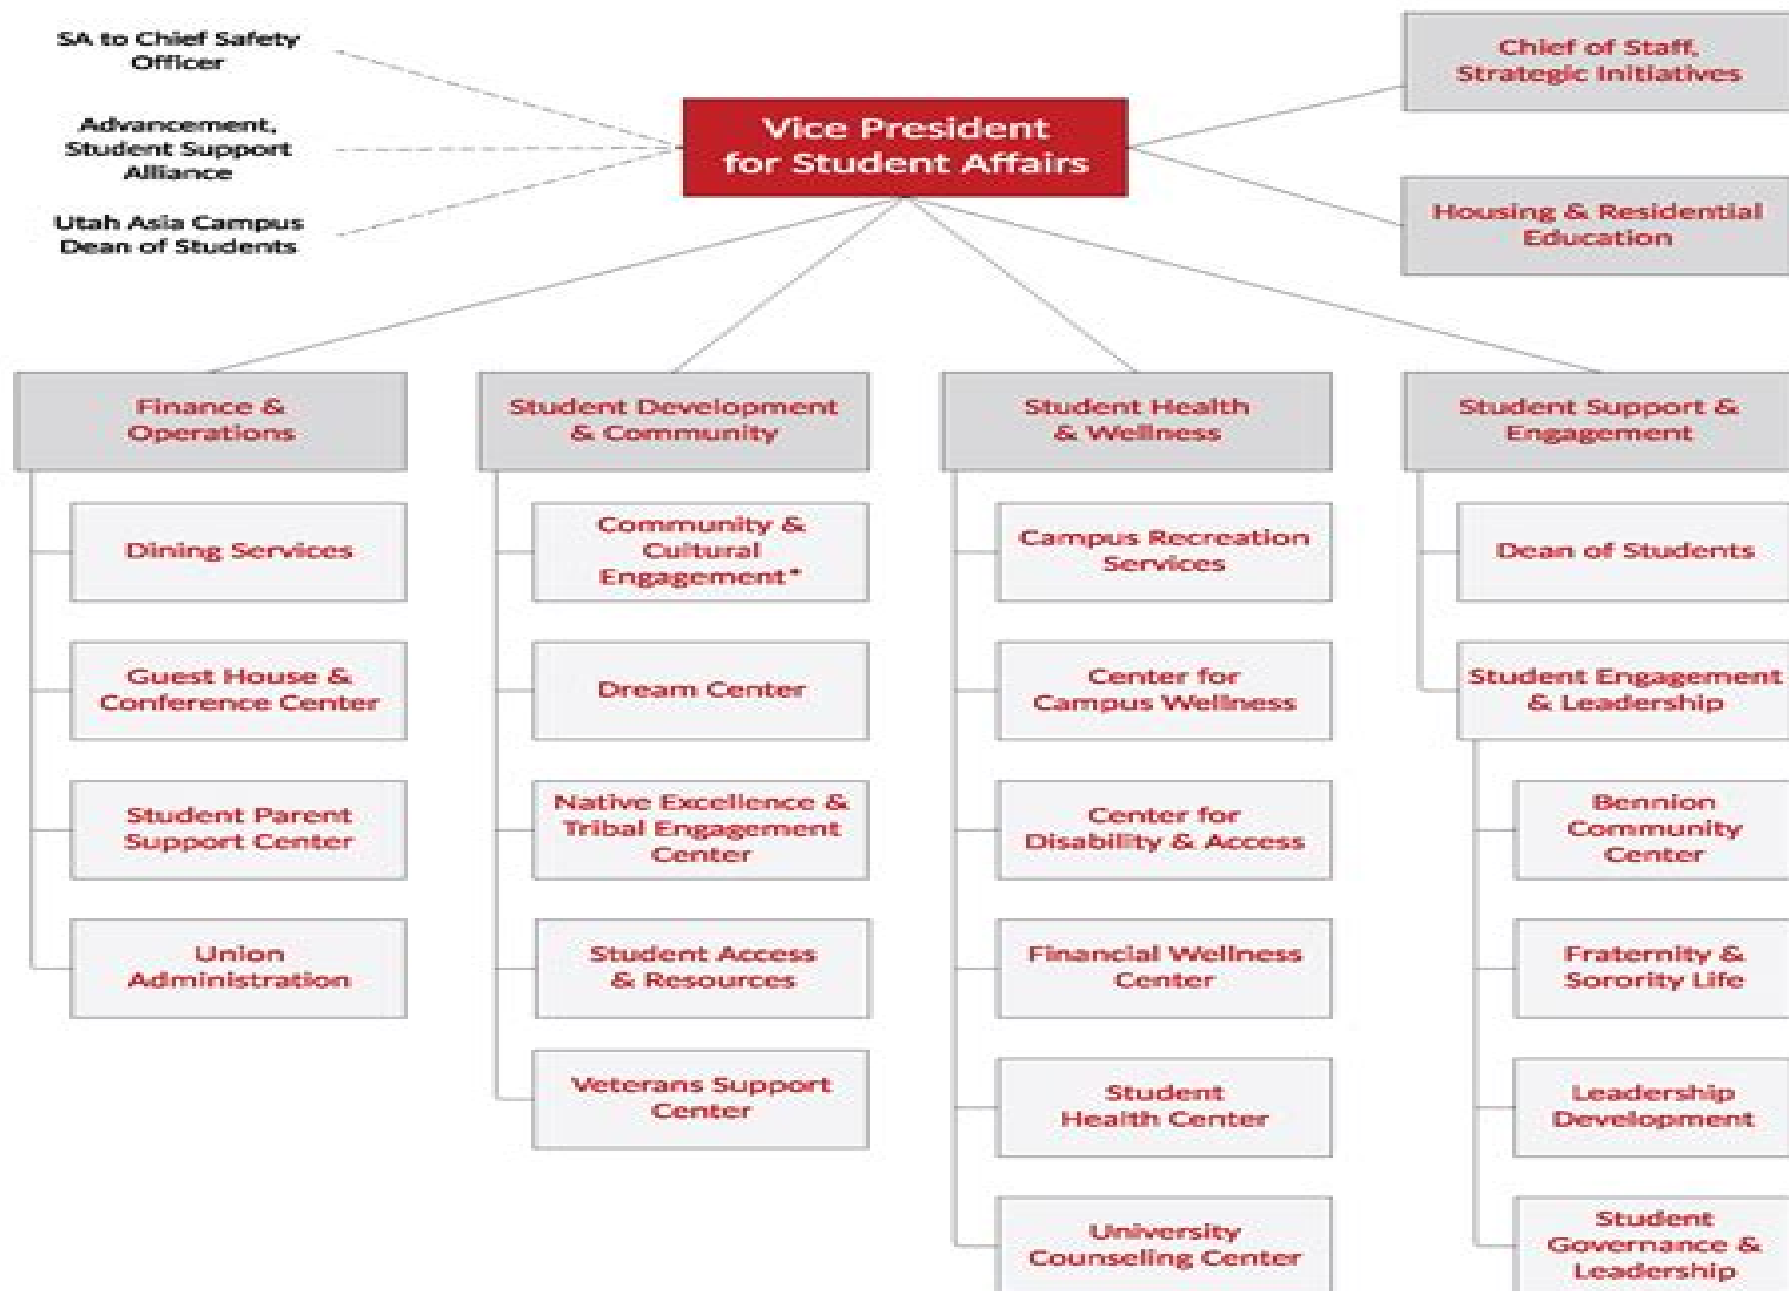 SA to Chief Safety
Officer
Advancement,
Student Support
Alliance
Utah Asia Campus
Dean of Students
Vice President
for Student Affairs
Chief of Staff,
Strategic Initiatives
Housing & Residential
Education
Finance &
Operations
Dining Services
Guest House &
Conference Center
Student Parent
Support Center
Union
Administration
Student Development
& Community
Community &
Cultural
Engagement*
Dream Center
Native Excellence &
Tribal Engagement
Center
Student Access
& Resources
Veterans Support
Center
Student Health
& Wellness
Campus Recreation
Services
Center for
Campus Wellness
Center for
Disability & Access
Financial Wellness
Center
Student
Health Center
University
Counseling Center
Student Support &
Engagement
Dean of Students
Student Engagement
& Leadership
Bennion
Community
Center
Fraternity &
Sorority Life
Leadership
Development
Student
Governance &
Leadership